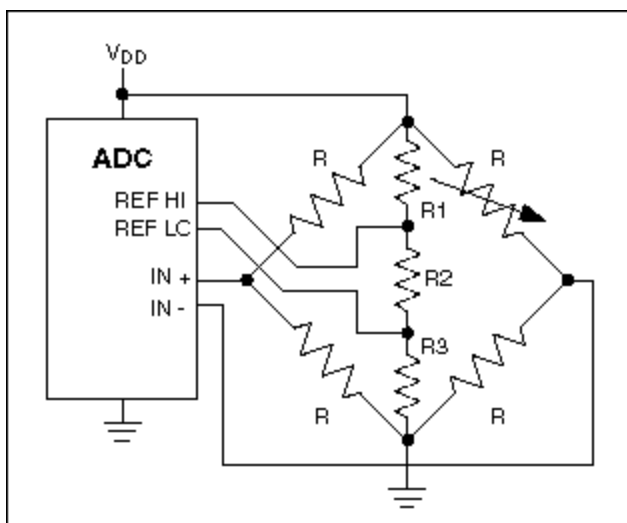 VDD
ADC
REF HI
REF LC
IN +
IN -
R
R
R1
R2
R3
R
R